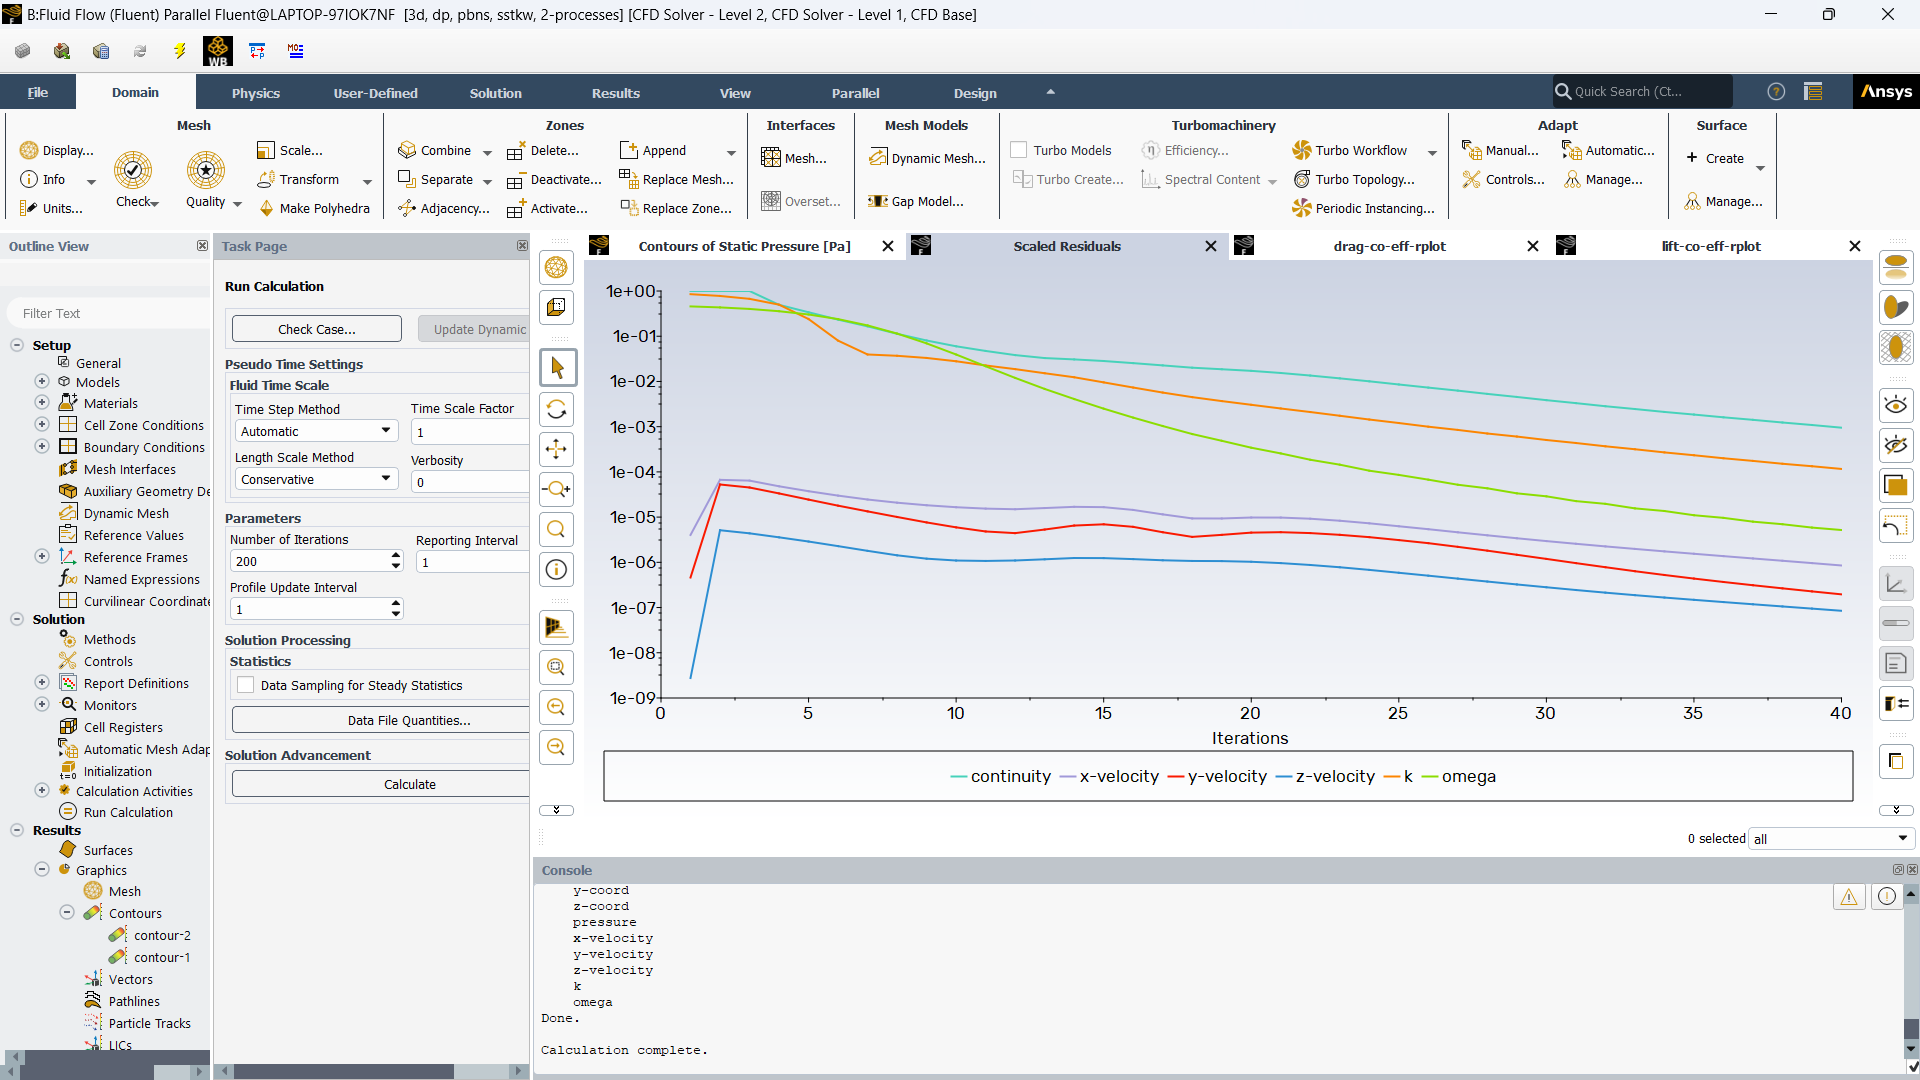 B:Fluid Flow (Fluent) Parallel Fluent@LAPTOP-97IOK7NF [3d, dp, pbns, sstkw, 2-processes] [CFD Solver - Level 2, CFD Solver - Level 1, CFD Base]
WB
File Domain Physics User-Defined Solution Results View Parallel Design Quick Search (Ct... Ansys
Mesh
Display...
Info
Units...
Check
Quality
Scale...
Transform
Make Polyhedra
Zones
Combine
Separate
Adjacency...
Delete...
Deactivate...
Activate...
Append
Replace Mesh...
Replace Zone...
Interfaces
Mesh...
Overset...
Mesh Models
Dynamic Mesh...
Gap Model...
Turbomachinery
Turbo Models
Turbo Create...
Efficiency...
Spectral Content
Turbo Workflow
Turbo Topology...
Periodic Instancing...
Adapt
Manual...
Controls...
Automatic...
Manage...
Surface
Create
Manage...
Outline View
Filter Text
Setup
General
Models
Materials
Cell Zone Conditions
Boundary Conditions
Mesh Interfaces
Auxiliary Geometry De
Dynamic Mesh
Reference Values
Reference Frames
Named Expressions
Curvilinear Coordinate
Solution
Methods
Controls
Report Definitions
Monitors
Cell Registers
Automatic Mesh Adap
Initialization
Calculation Activities
Run Calculation
Results
Surfaces
Graphics
Mesh
Contours
contour-2
contour-1
Vectors
Pathlines
Particle Tracks
LICs
Task Page
Run Calculation
Check Case... Update Dynamic
Pseudo Time Settings
Fluid Time Scale
Time Step Method Time Scale Factor
Automatic 1
Length Scale Method Verbosity
Conservative 0
Parameters
Number of Iterations Reporting Interval
200 1
Profile Update Interval
1
Solution Processing
Statistics
Data Sampling for Steady Statistics
Data File Quantities...
Solution Advancement
Calculate
Contours of Static Pressure [Pa] Scaled Residuals drag-co-eff-rplot lift-co-eff-rplot
1e+00
1e-01
1e-02
1e-03
1e-04
1e-05
1e-06
1e-07
1e-08
1e-09
0 5 10 15 20 25 30 35 40
Iterations
continuity x-velocity y-velocity z-velocity k omega
0 selected all
Console
y-coord
z-coord
pressure
x-velocity
y-velocity
z-velocity
k
omega
Done.
Calculation complete.